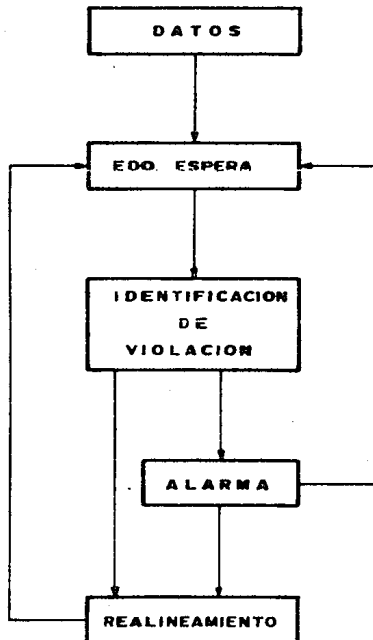 DATOS
EDO. ESPERA
IDENTIFICACION
DE
VIOLACION
ALARMA
REALINEAMIENTO